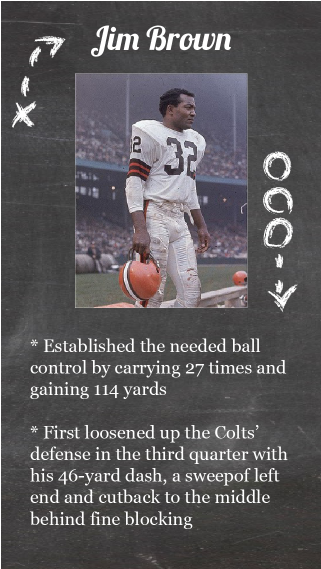 Jim Brown
32
2
* Established the needed ball
control by carrying 27 times and
gaining 114 yards
* First loosened up the Colts'
defense in the third quarter with
his 46-yard dash, a sweepof left
end and cutback to the middle
behind fine blocking